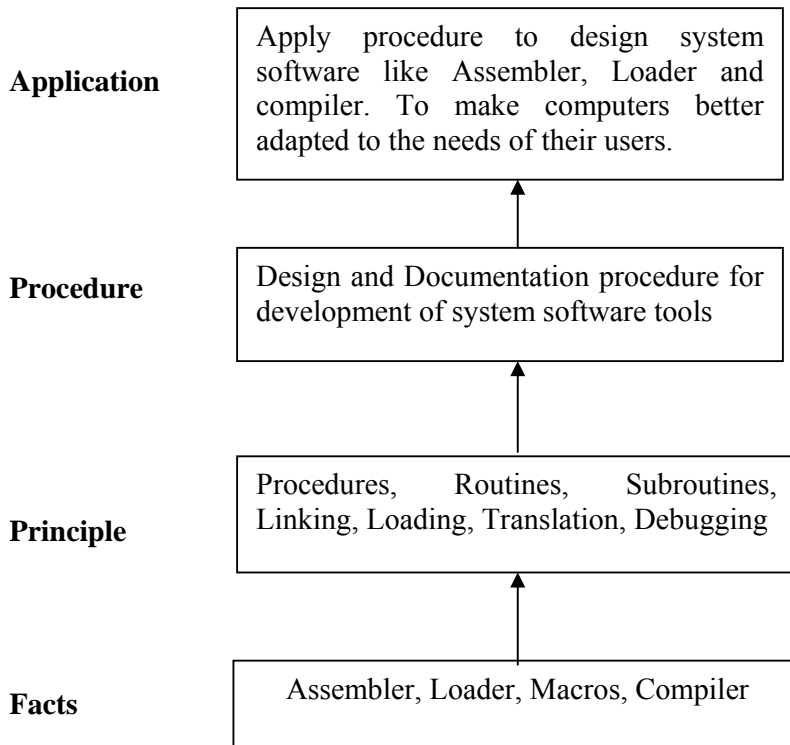 Application
Apply procedure to design system
software like Assembler, Loader and
compiler. To make computers better
adapted to the needs of their users.
Procedure
Design and Documentation procedure for
development of system software tools
Principle
Procedures, Routines, Subroutines,
Linking, Loading, Translation, Debugging
Facts
Assembler, Loader, Macros, Compiler